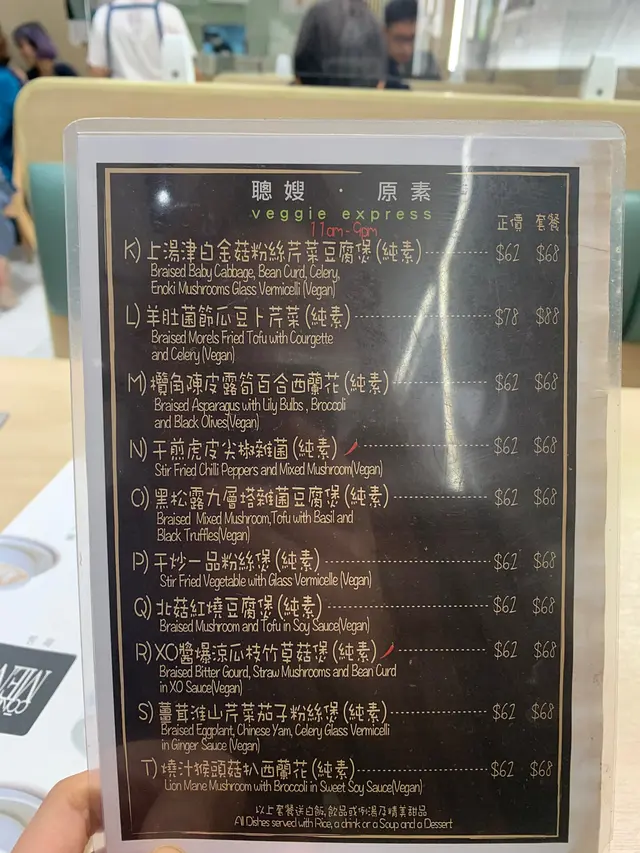 聰嫂 · 原素
veggie express
11am-9pm
正價 套餐
K) 上湯津白金菇粉絲芹菜豆腐煲(純素) $62 $68
Braised Baby Cabbage, Bean Curd, Celery,
Enoki Mushrooms Glass Vermicelli (Vegan)
L) 羊肚菌節瓜豆卜芹菜(純素) $78 $88
Braised Morels Fried Tofu with Courgette
and Celery (Vegan)
M) 欖角陳皮露筍百合西蘭花(純素) $62 $68
Braised Asparagus with Lily Bulbs , Broccoli
and Black Olives(Vegan)
N) 干煎虎皮尖椒雜菌(純素) $62 $68
Stir Fried Chilli Peppers and Mixed Mushroom(Vegan)
O) 黑松露九層塔雜菌豆腐煲(純素) $62 $68
Braised Mixed Mushroom,Tofu with Basil and
Black Truffles(Vegan)
P) 干炒一品粉絲煲(純素) $62 $68
Stir Fried Vegetable with Glass Vermicelle (Vegan)
Q) 北菇紅燒豆腐煲(純素) $62 $68
Braised Mushroom and Tofu in Soy Sauce(Vegan)
R) XO醬爆涼瓜枝竹草菇煲(純素) $62 $68
Braised Bitter Gourd, Straw Mushrooms and Bean Curd
in XO Sauce(Vegan)
S) 薑茸淮山芹菜茄子粉絲煲(純素) $62 $68
Braised Eggplant, Chinese Yam, Celery Glass Vermicelli
in Ginger Sauce (Vegan)
T) 燒汁猴頭菇扒西蘭花(純素) $62 $68
Lion Mane Mushroom with Broccoli in Sweet Soy Sauce(Vegan)
以上套餐送白飯,飲品或例湯及精美甜品
All Dishes served with Rice, a drink or a Soup and a Dessert